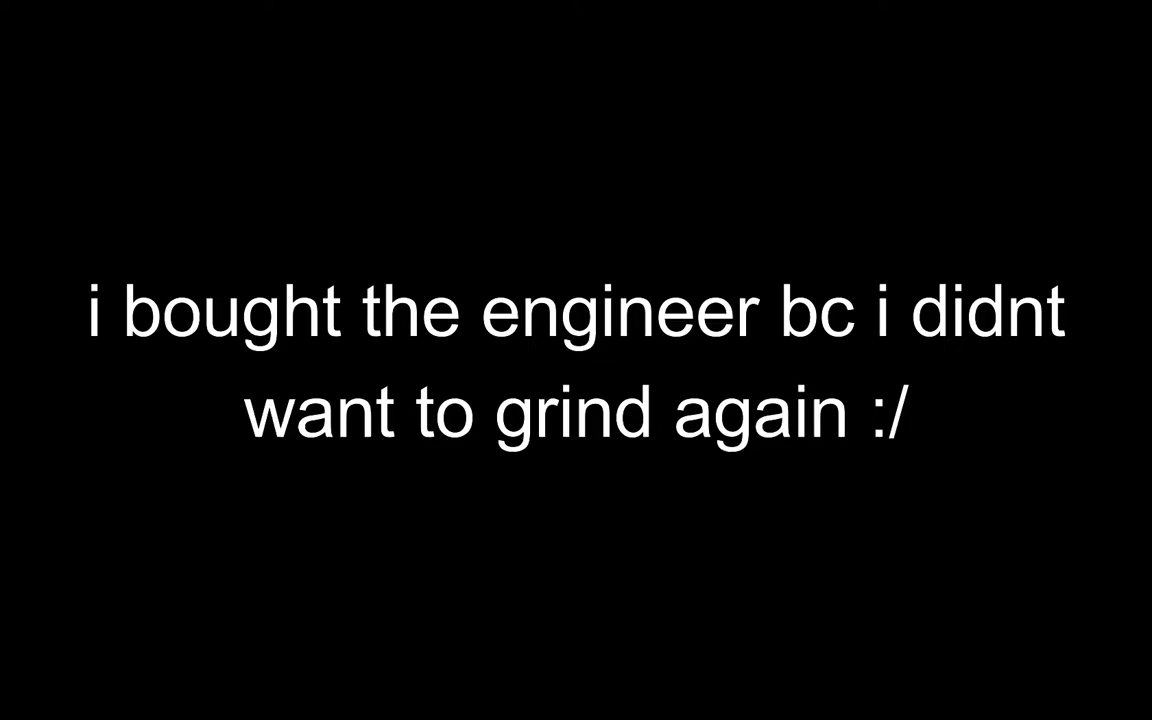 i bought the engineer bc i didnt
want to grind again :/